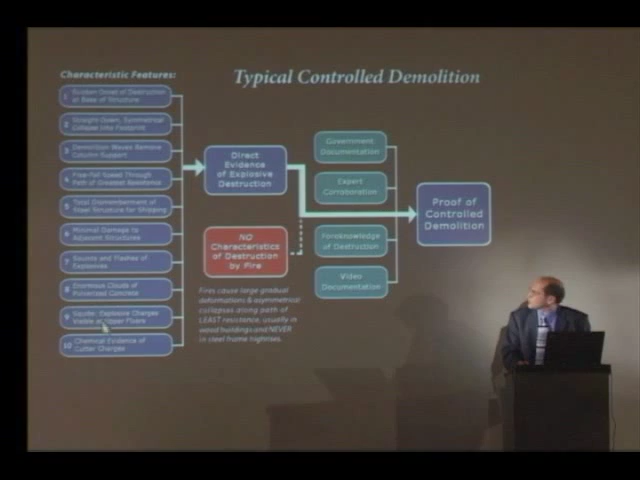 Characteristic Features:
Typical Controlled Demolition
1 Sudden Onset of Destruction
at Base of Structure
2 Straight Down, Symmetrical
Collapse Into Footprint
3 Demolition Waves Remove
Column Support
4 Free-Fall Speed Through
Path of Greatest Resistance
5 Total Dismemberment of
Steel Structure for Shipping
6 Minimal Damage to
Adjacent Structures
7 Sounds and Flashes of
Explosives
8 Enormous Clouds of
Pulverized Concrete
9 Squibs: Explosive Charges
Visible at Upper Floors
10 Chemical Evidence of
Cutter Charges
Direct
Evidence
of Explosive
Destruction
NO
Characteristics
of Destruction
by Fire
Fires cause large gradual
deformations & asymmetrical
collapses along path of
LEAST resistance, usually in
wood buildings and NEVER
in steel frame highrises.
Government
Documentation
Expert
Corroboration
Foreknowledge
of Destruction
Video
Documentation
Proof of
Controlled
Demolition